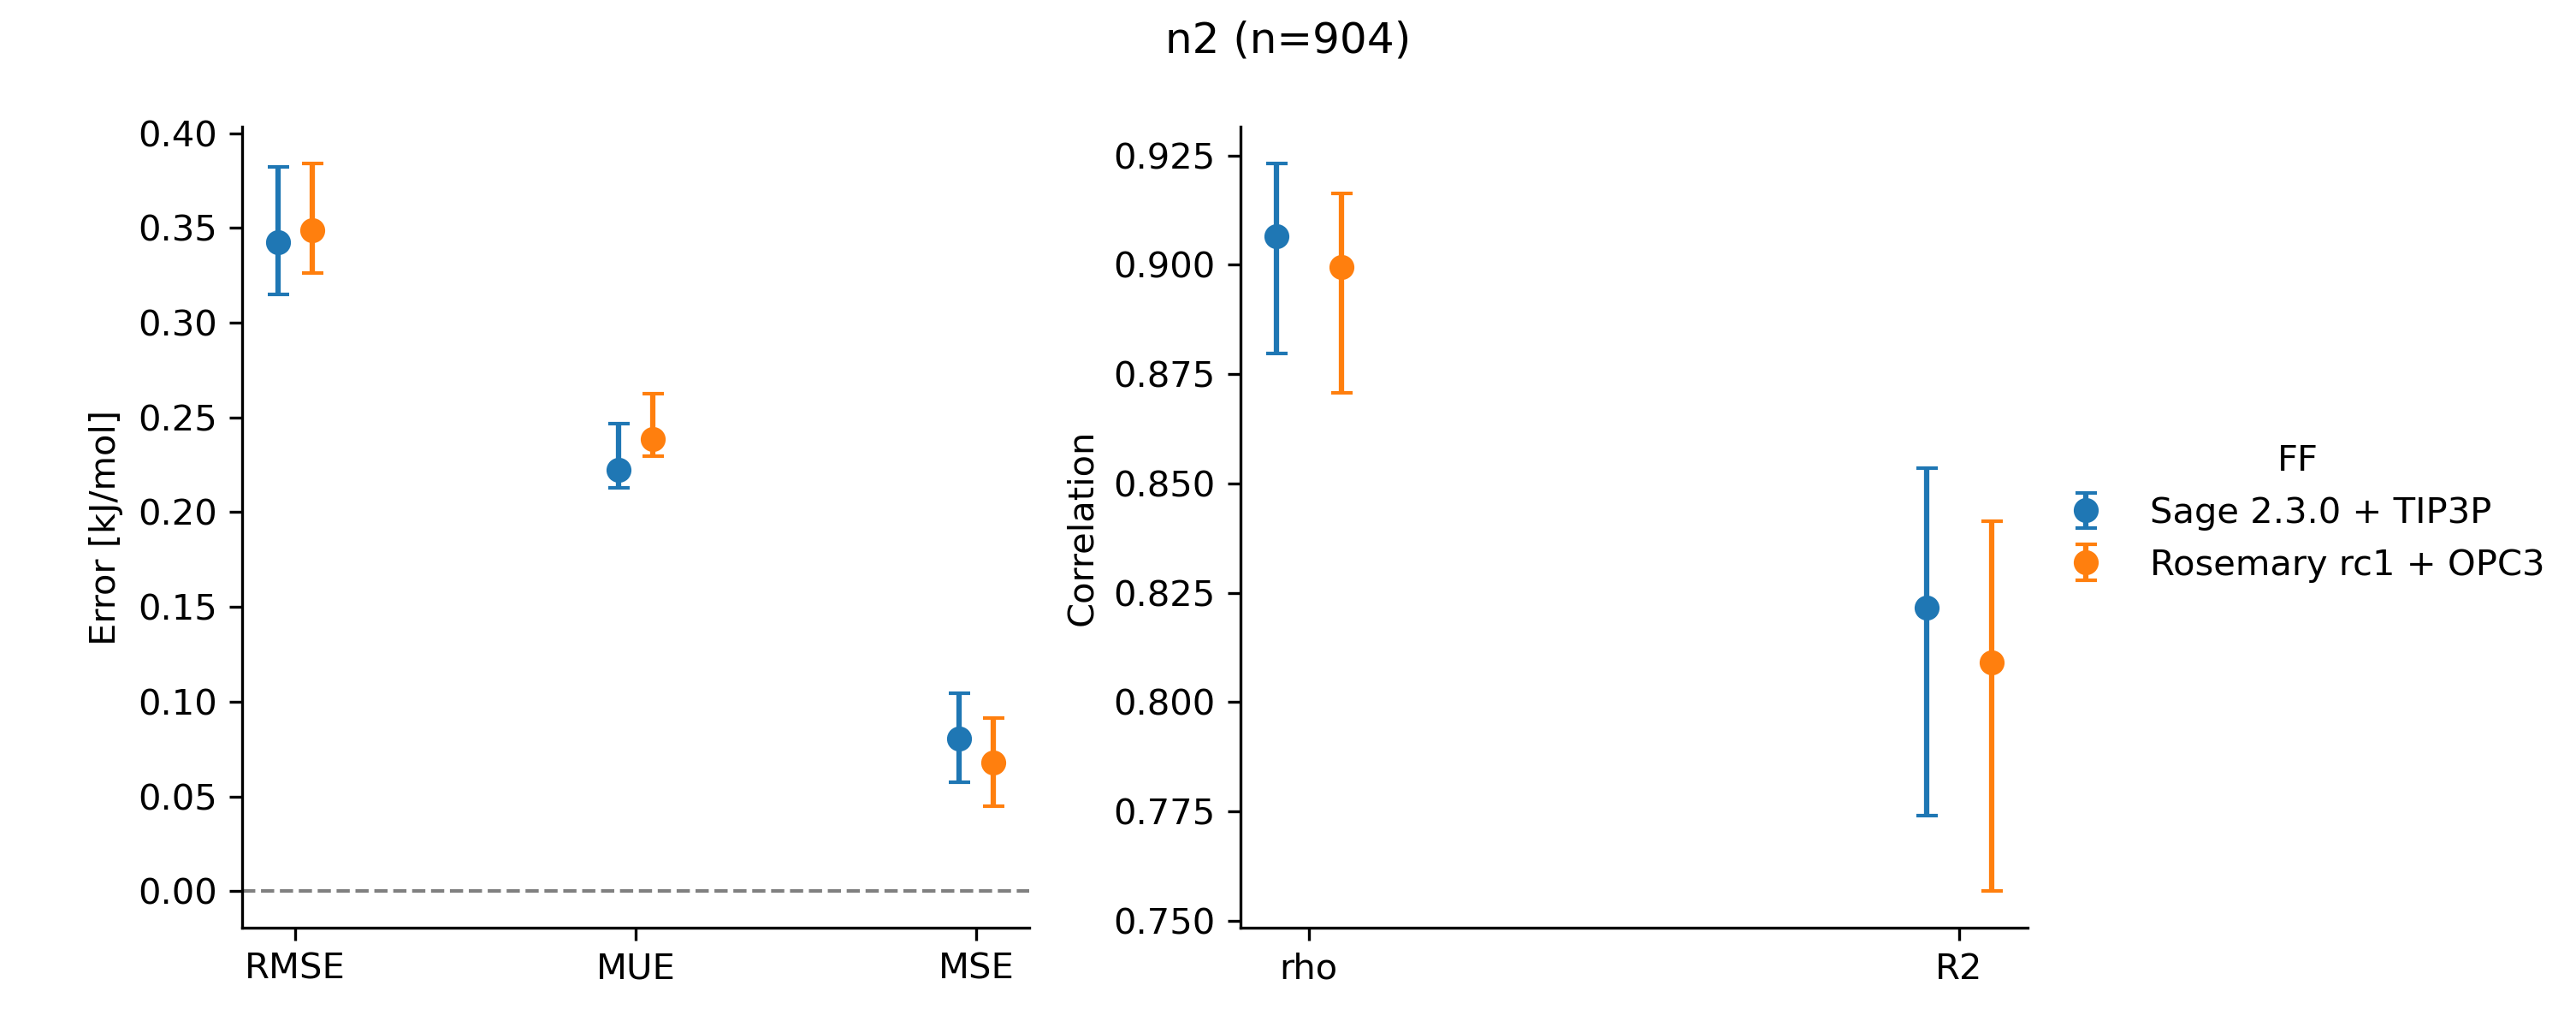 n2 (n=904)
Error [kJ/mol]
0.40
0.35
0.30
0.25
0.20
0.15
0.10
0.05
0.00
RMSE MUE MSE
Correlation
0.925
0.900
0.875
0.850
0.825
0.800
0.775
0.750
rho R2
FF
Sage 2.3.0 + TIP3P
Rosemary rc1 + OPC3